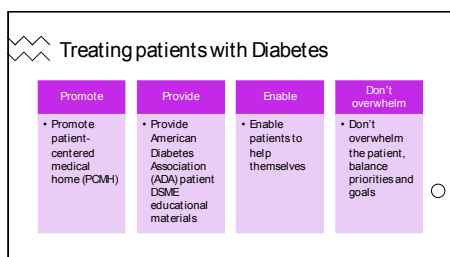 Treating patients with Diabetes
Promote
• Promote
patient-
centered
medical
home (PCMH)
Provide
• Provide
American
Diabetes
Association
(ADA) patient
DSME
educational
materials
Enable
• Enable
patients to
help
themselves
Don't
overwhelm
• Don't
overwhelm
the patient,
balance
priorities and
goals